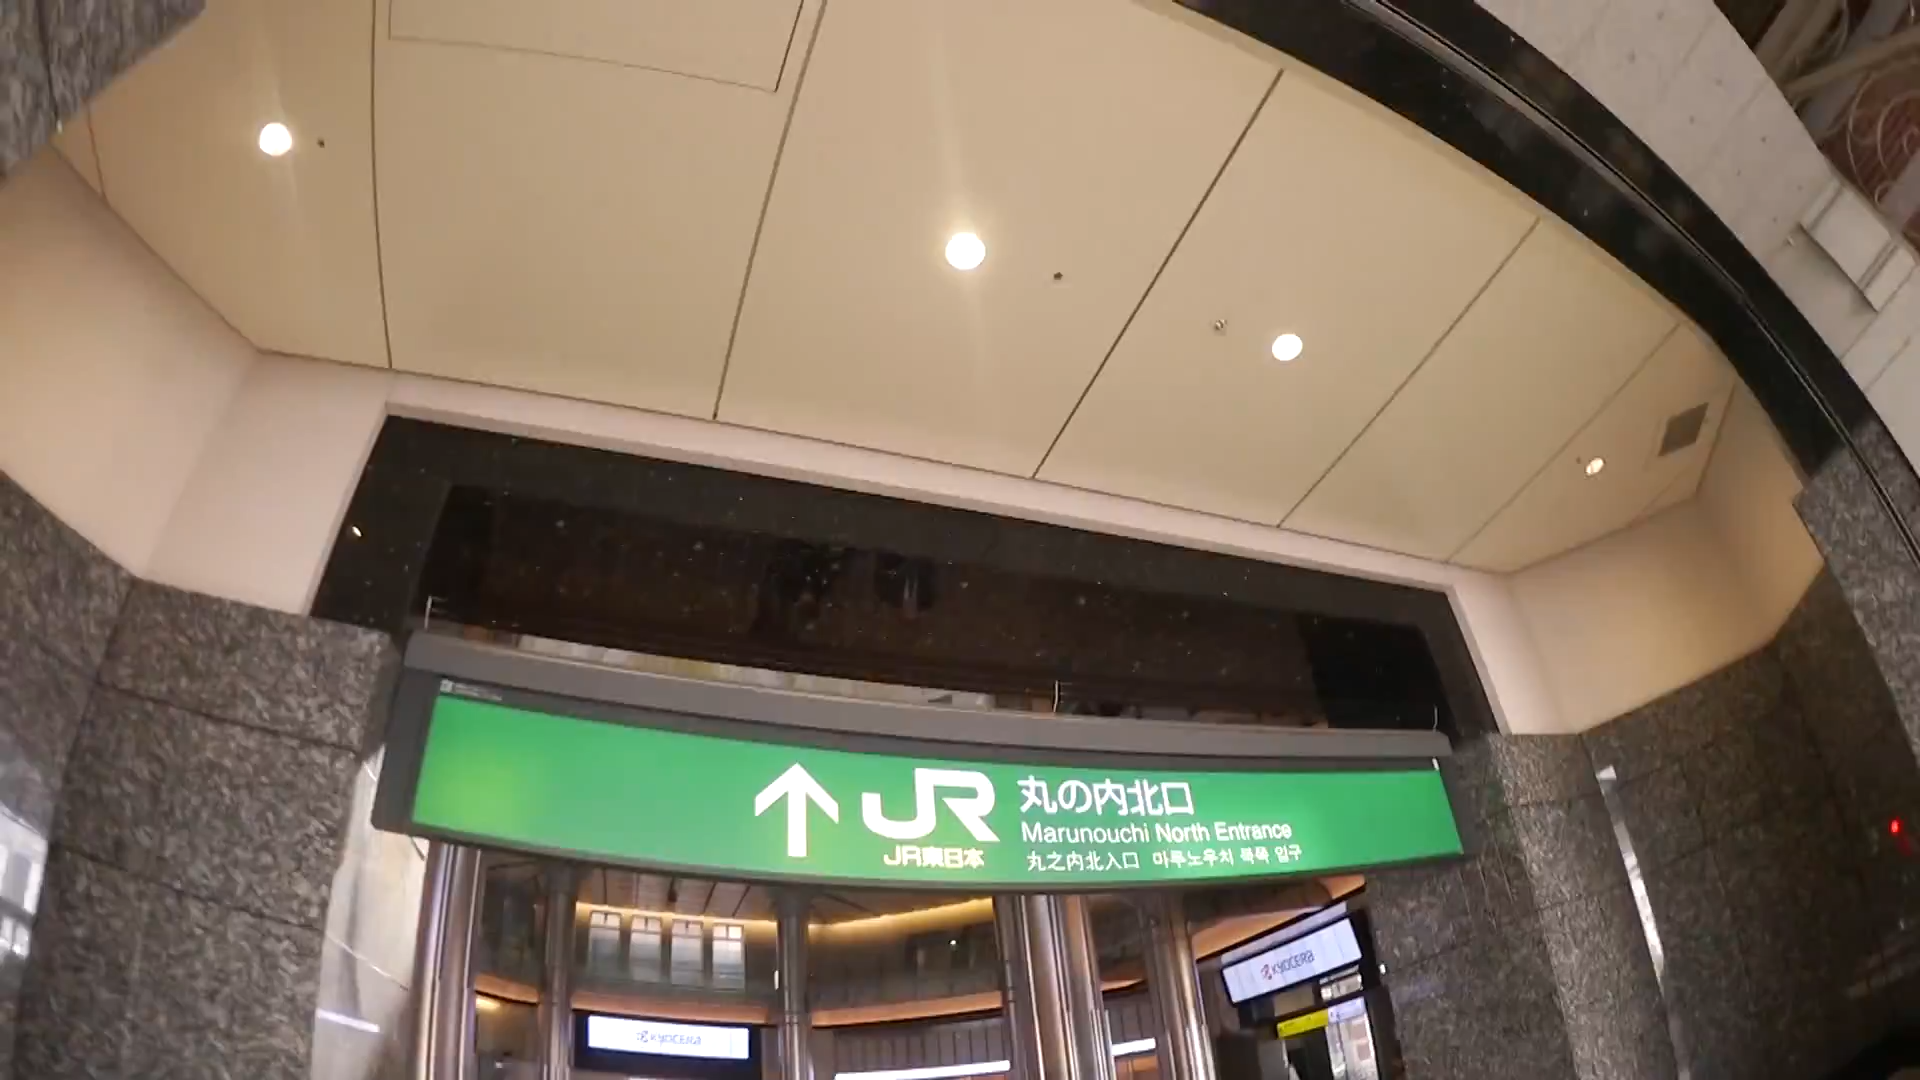 JR
JR東日本
丸の内北口
Marunouchi North Entrance
丸之内北入口 마루노우치 북쪽 입구
KYOCERA
KYOCERA